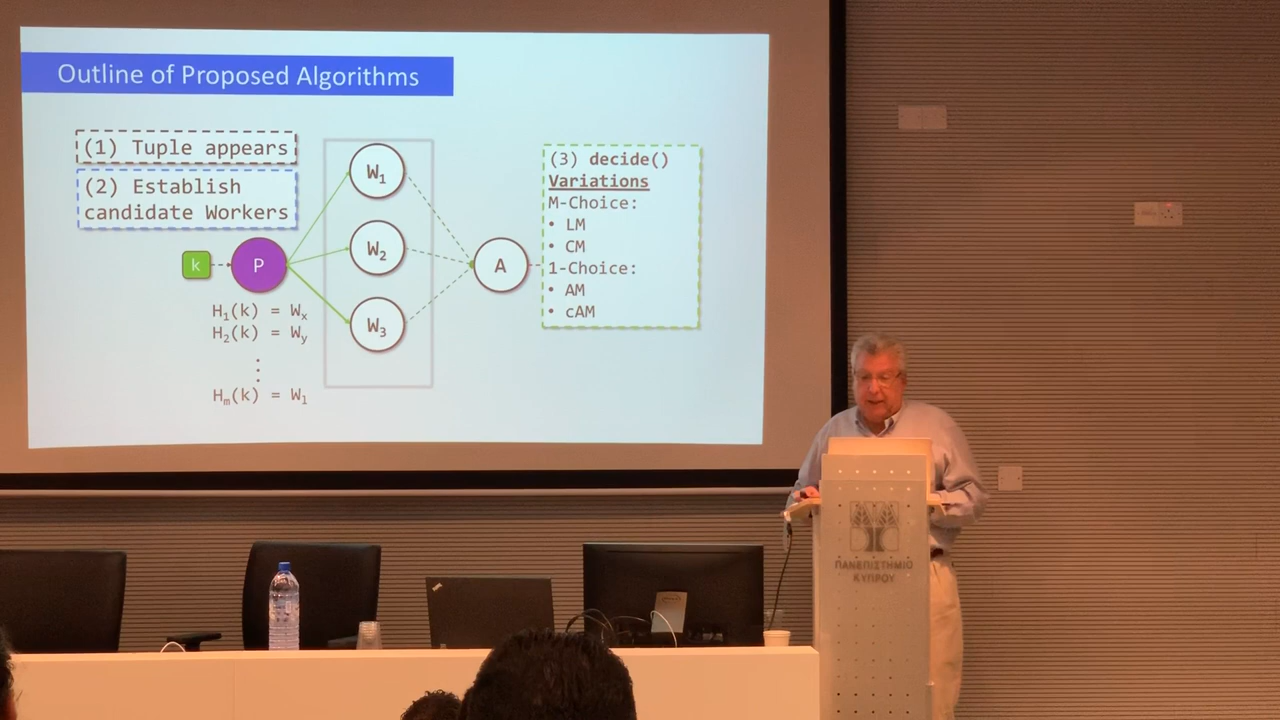 Outline of Proposed Algorithms
(1) Tuple appears
(2) Establish
candidate Workers
k
P
H₁(k) = Wₓ
H₂(k) = Wᵧ
⋮
Hₘ(k) = W₁
W₁
W₂
W₃
A
(3) decide()
Variations
M-Choice:
• LM
• CM
1-Choice:
• AM
• cAM
ΠΑΝΕΠΙΣΤΗΜΙΟ
ΚΥΠΡΟΥ